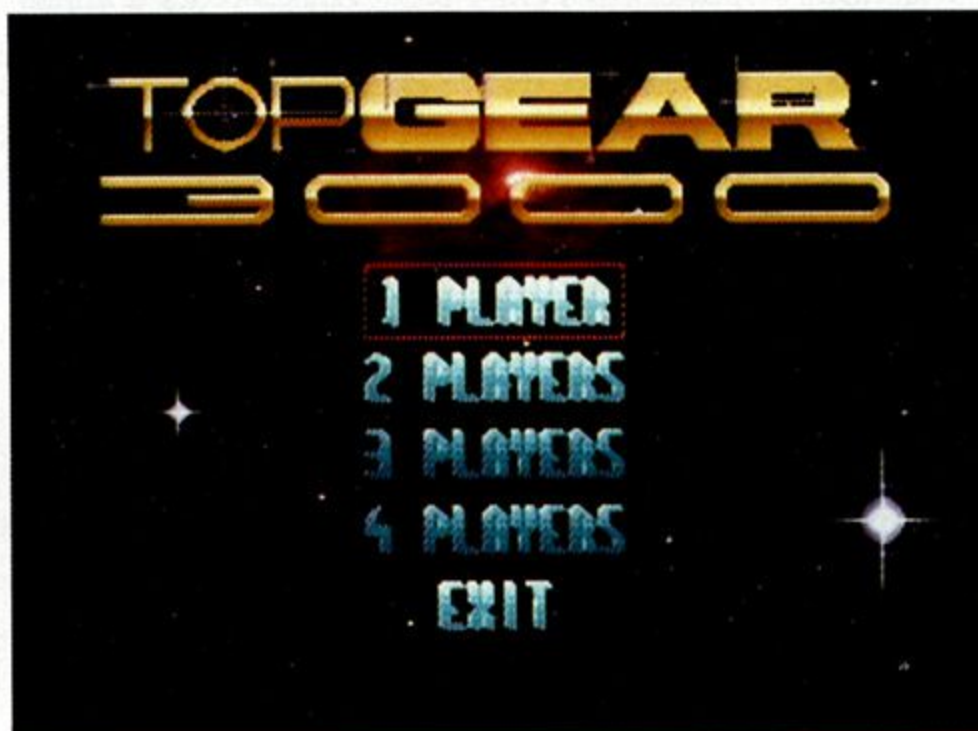 TOP GEAR
3000
1 PLAYER
2 PLAYERS
3 PLAYERS
4 PLAYERS
EXIT